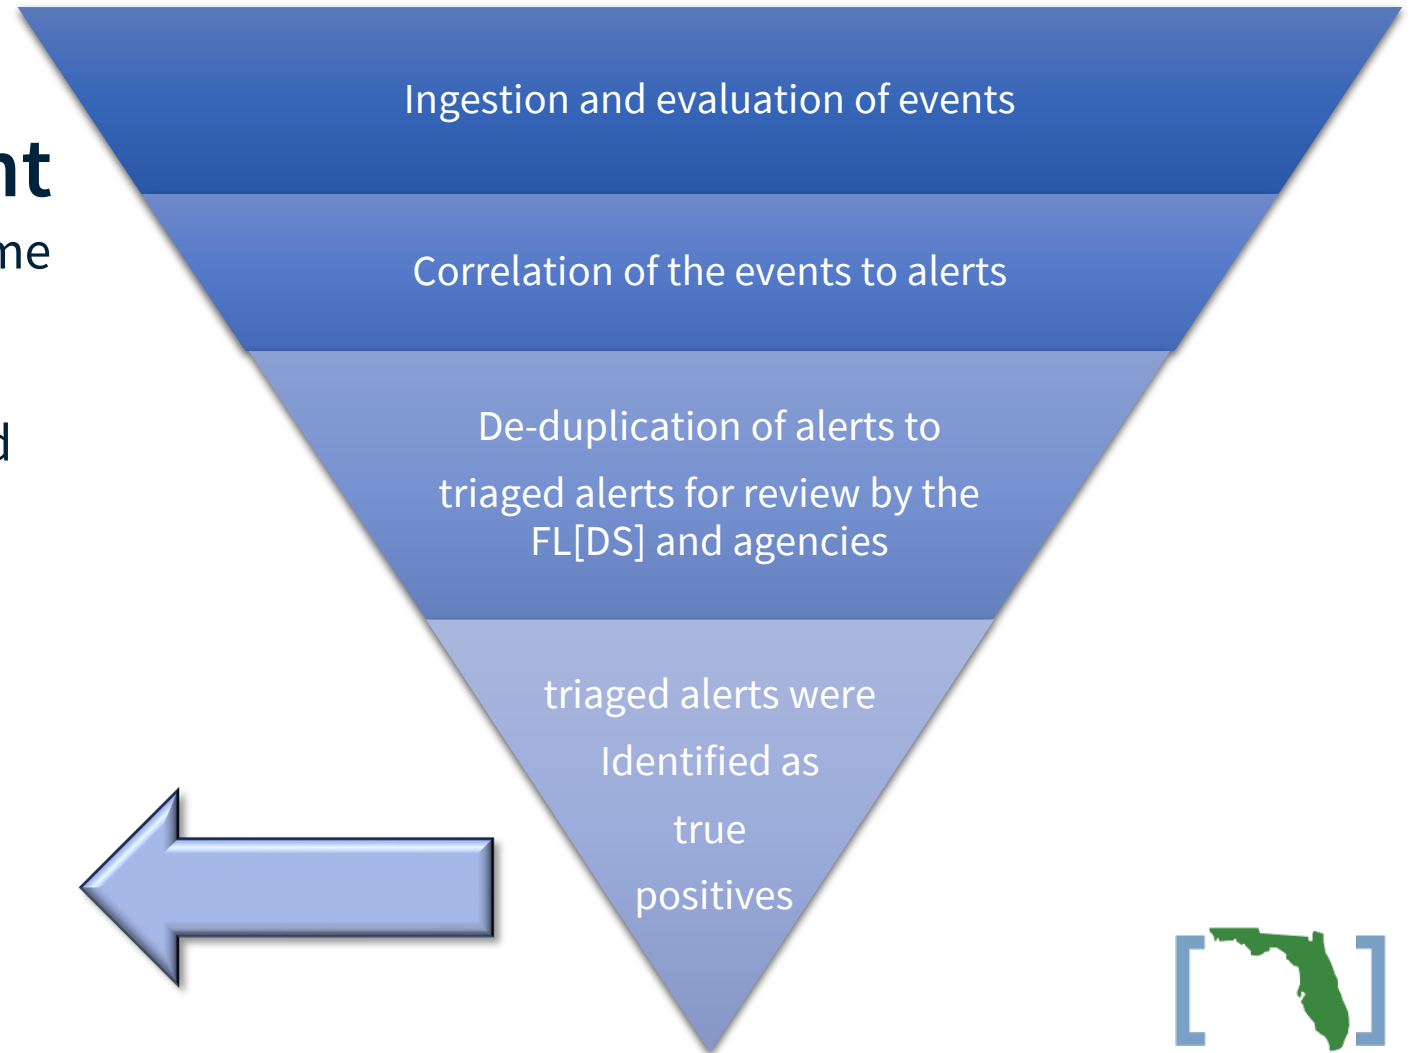 Ingestion and evaluation of events
nt
me
Correlation of the events to alerts
d
De-duplication of alerts to
triaged alerts for review by the
FL[DS] and agencies
triaged alerts were
Identified as
true
positives
[ ]